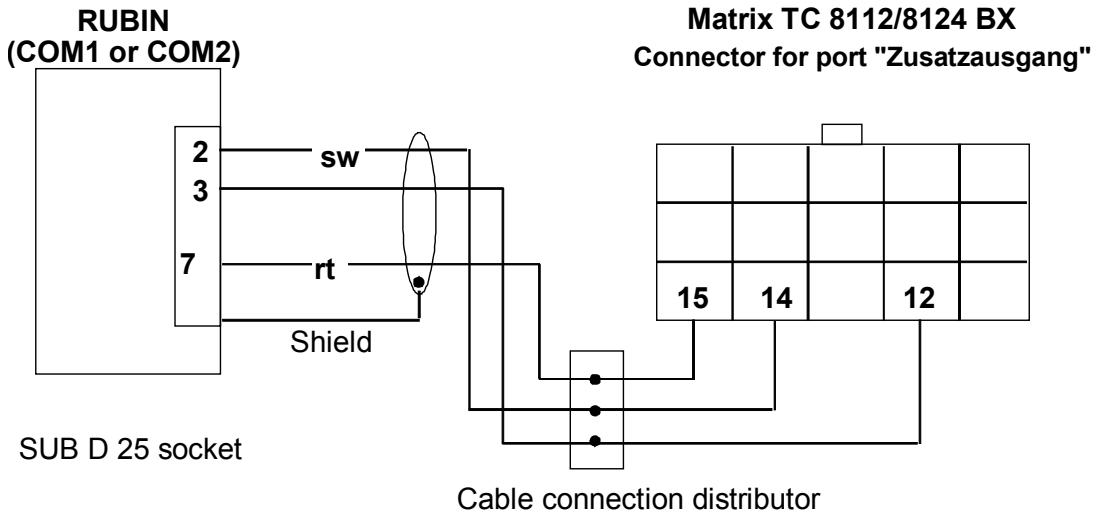 RUBIN
(COM1 or COM2)
Matrix TC 8112/8124 BX
Connector for port "Zusatzausgang"
2
sw
3
7
rt
Shield
15
14
12
SUB D 25 socket
Cable connection distributor